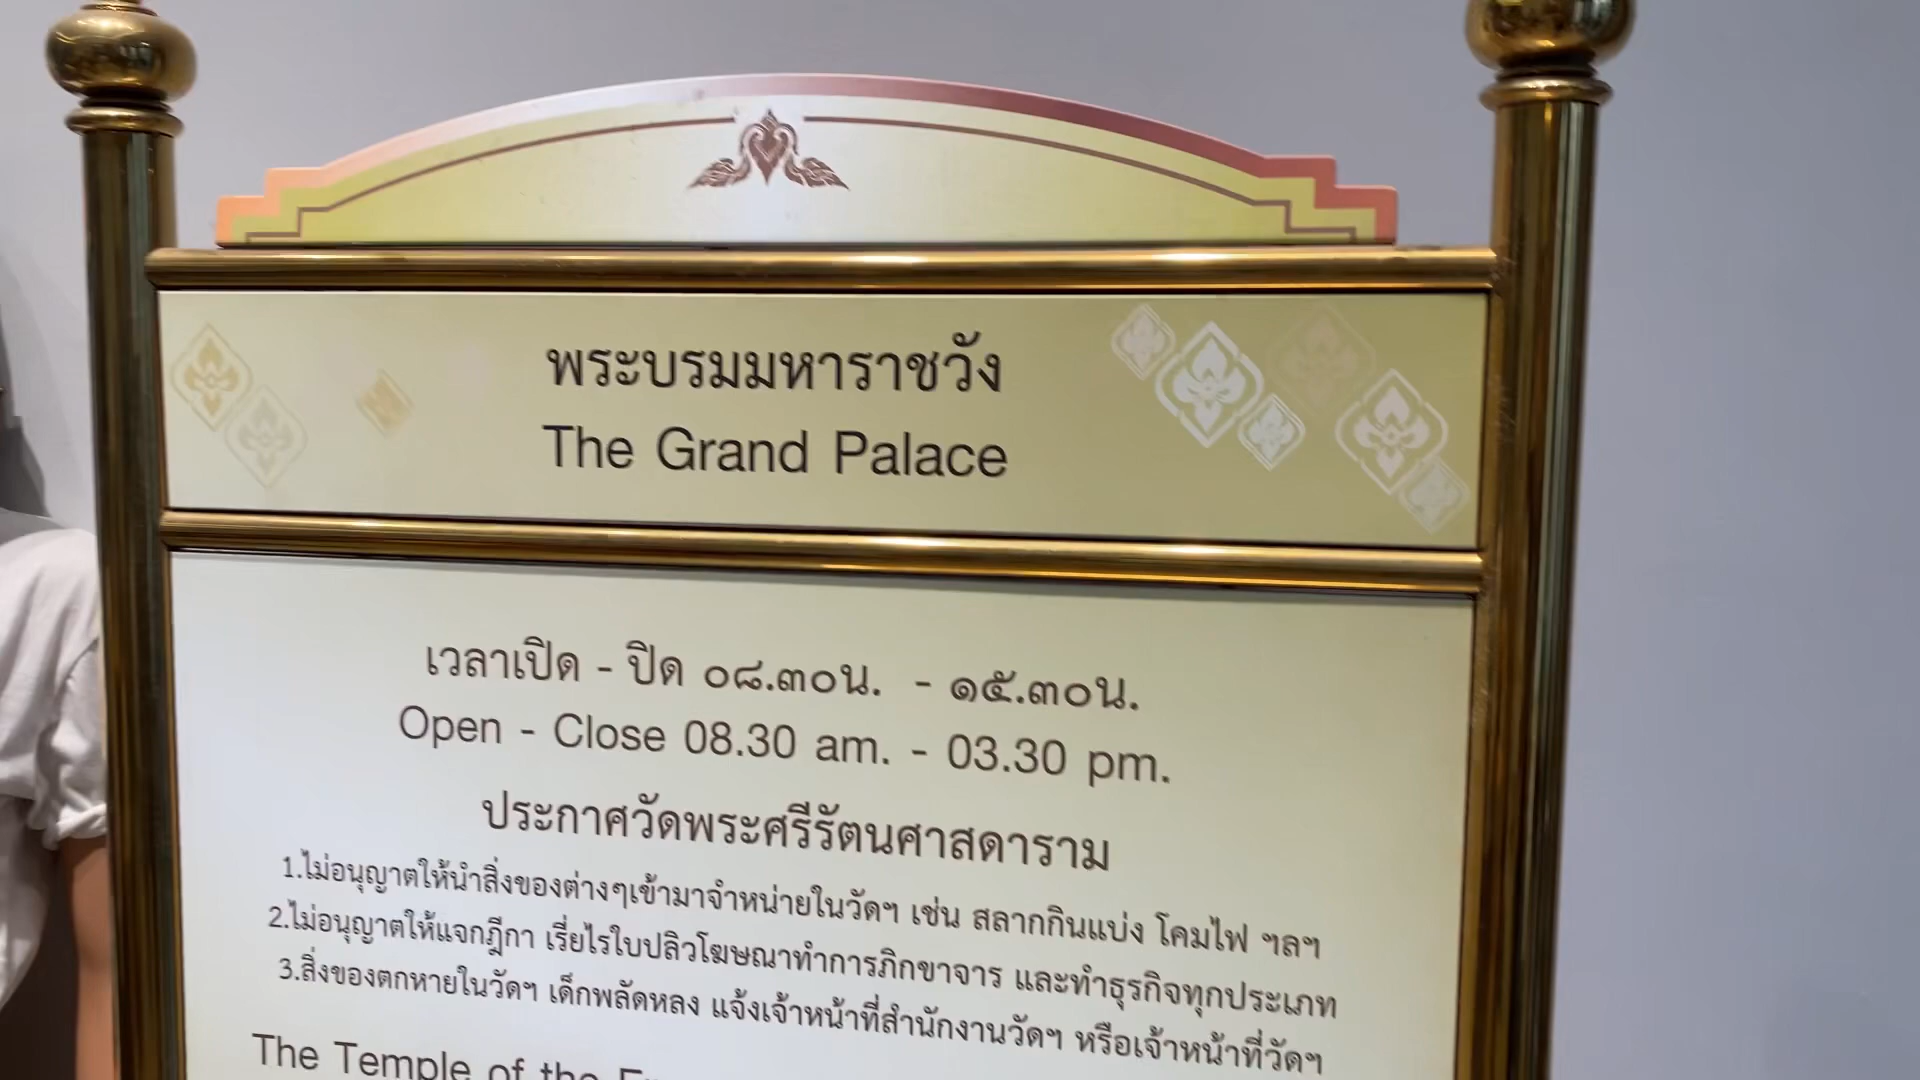 พระบรมมหาราชวัง
The Grand Palace
เวลาเปิด - ปิด ๐๘.๓๐น. - ๑๕.๓๐น.
Open - Close 08.30 am. - 03.30 pm.
ประกาศวัดพระศรีรัตนศาสดาราม
1.ไม่อนุญาตให้นำสิ่งของต่างๆเข้ามาจำหน่ายในวัดฯ เช่น สลากกินแบ่ง โคมไฟ ฯลฯ
2.ไม่อนุญาตให้แจกฎีกา เรี่ยไรใบปลิวโฆษณาทำการภิกขาจาร และทำธุรกิจทุกประเภท
3.สิ่งของตกหายในวัดฯ เด็กพลัดหลง แจ้งเจ้าหน้าที่สำนักงานวัดฯ หรือเจ้าหน้าที่วัดฯ
The Temple of the